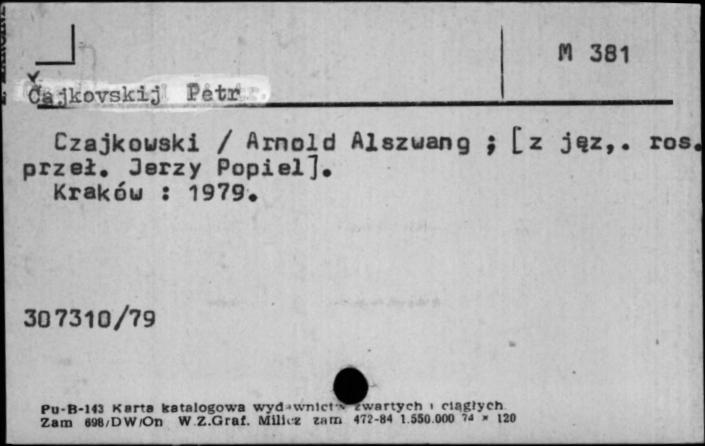 M 381
Čajkovskij Petr
Czajkowski / Arnold Alszwang ; [z jęz,. ros.
przeł. Jerzy Popiel].
Kraków : 1979.
307310/79
Pu-B-143 Karta katalogowa wydawnictw zwartych i ciągłych
Zam 698/DW/On W.Z.Graf. Milicz zam 472-84 1.550.000 74 × 120